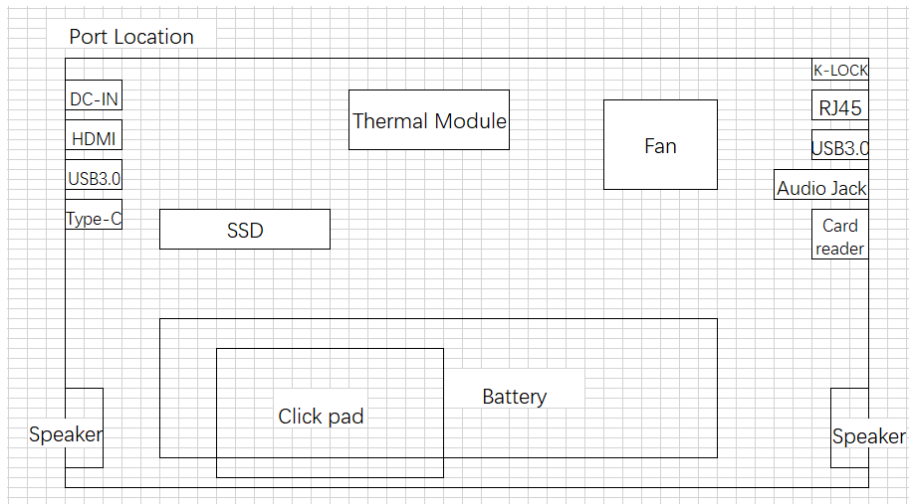 Port Location
K-LOCK
DC-IN
RJ45
Thermal Module
HDMI
Fan
USB3.0
USB3.0
Audio Jack
Type-C
SSD
Card
reader
Battery
Click pad
Speaker
Speaker